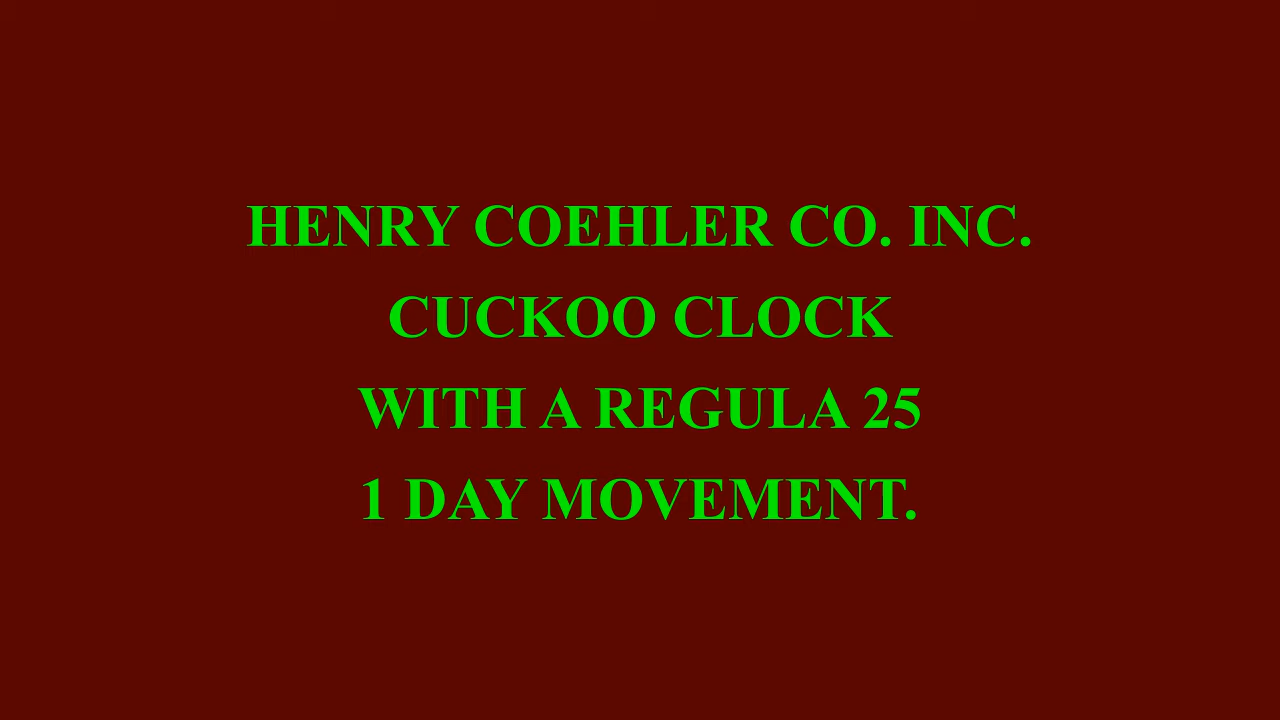 HENRY COEHLER CO. INC.
CUCKOO CLOCK
WITH A REGULA 25
1 DAY MOVEMENT.